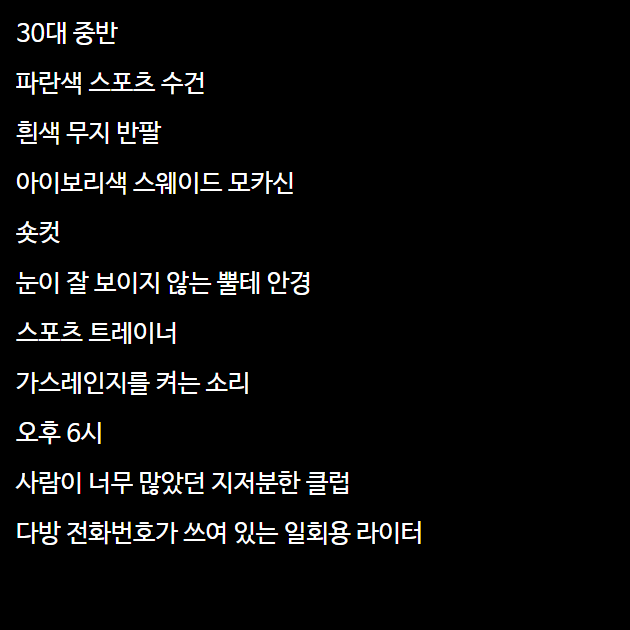 30대 중반
파란색 스포츠 수건
흰색 무지 반팔
아이보리색 스웨이드 모카신
숏컷
눈이 잘 보이지 않는 뿔테 안경
스포츠 트레이너
가스레인지를 켜는 소리
오후 6시
사람이 너무 많았던 지저분한 클럽
다방 전화번호가 쓰여 있는 일회용 라이터